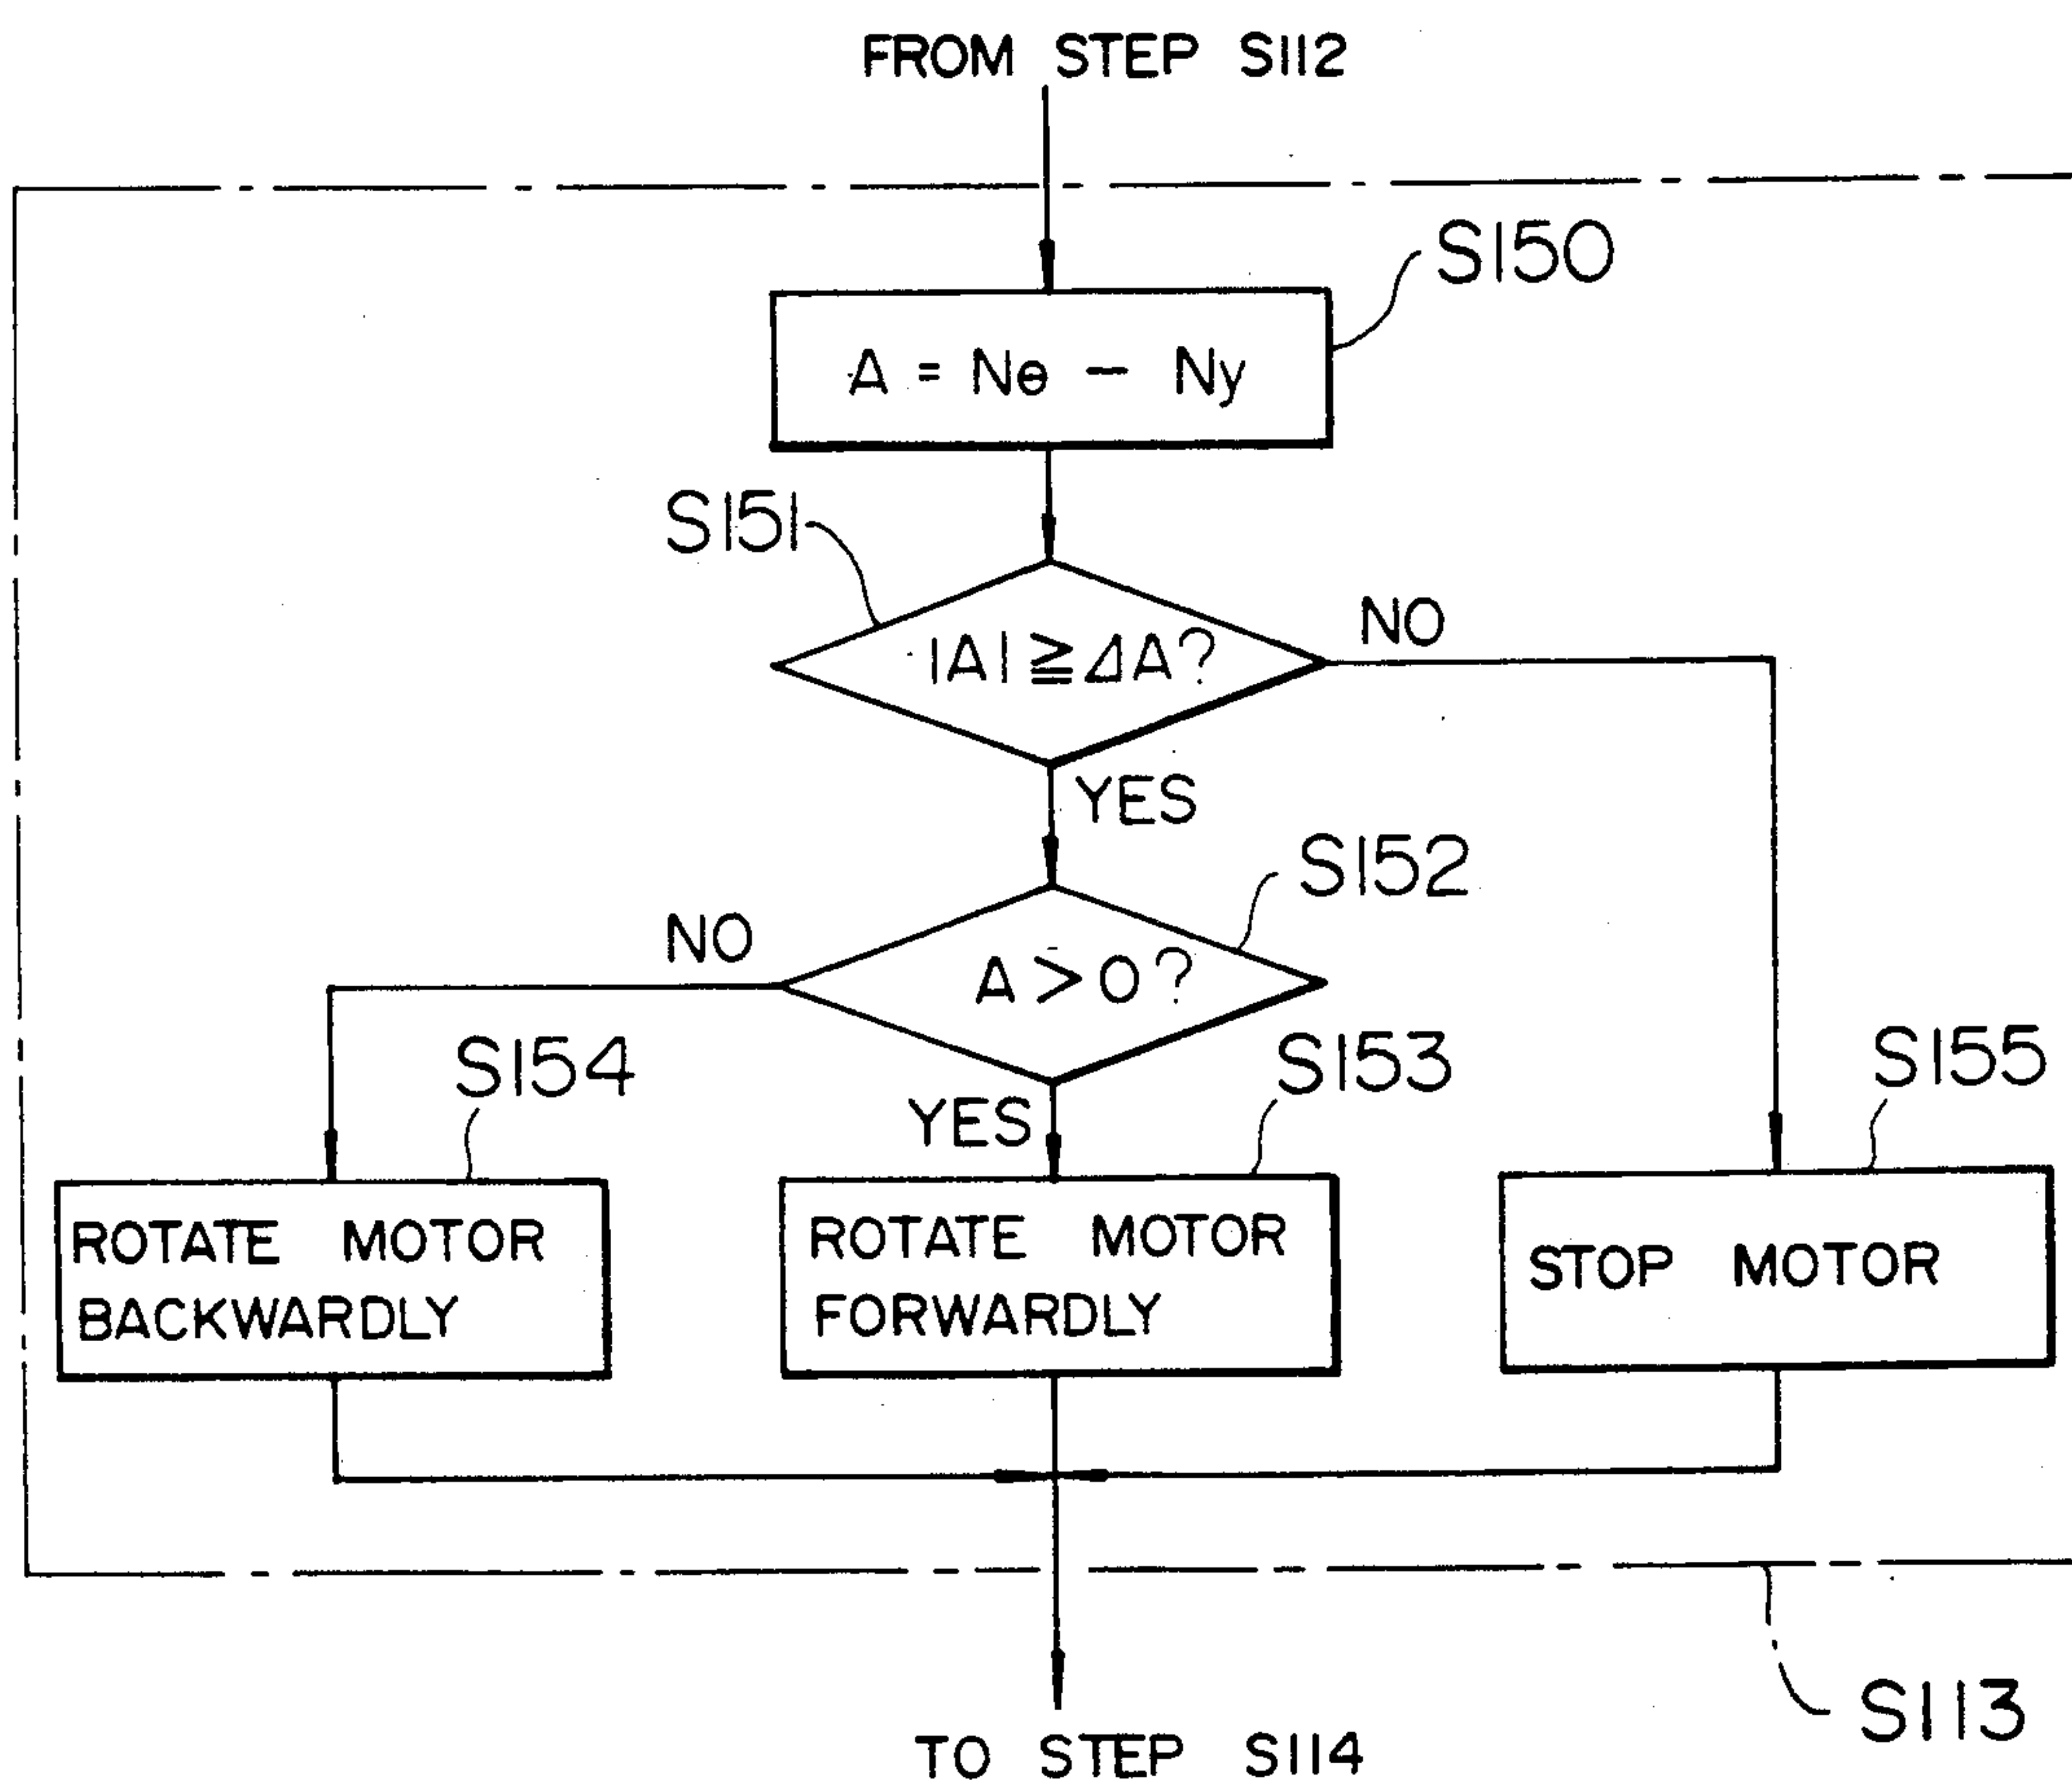 FROM STEP S112
S150
A = Ne - Ny
S151
|A| ≧ ΔA?
NO
YES
S152
NO
A > 0?
S154
YES
S153
S155
ROTATE MOTOR
BACKWARDLY
ROTATE MOTOR
FORWARDLY
STOP MOTOR
S113
TO STEP S114